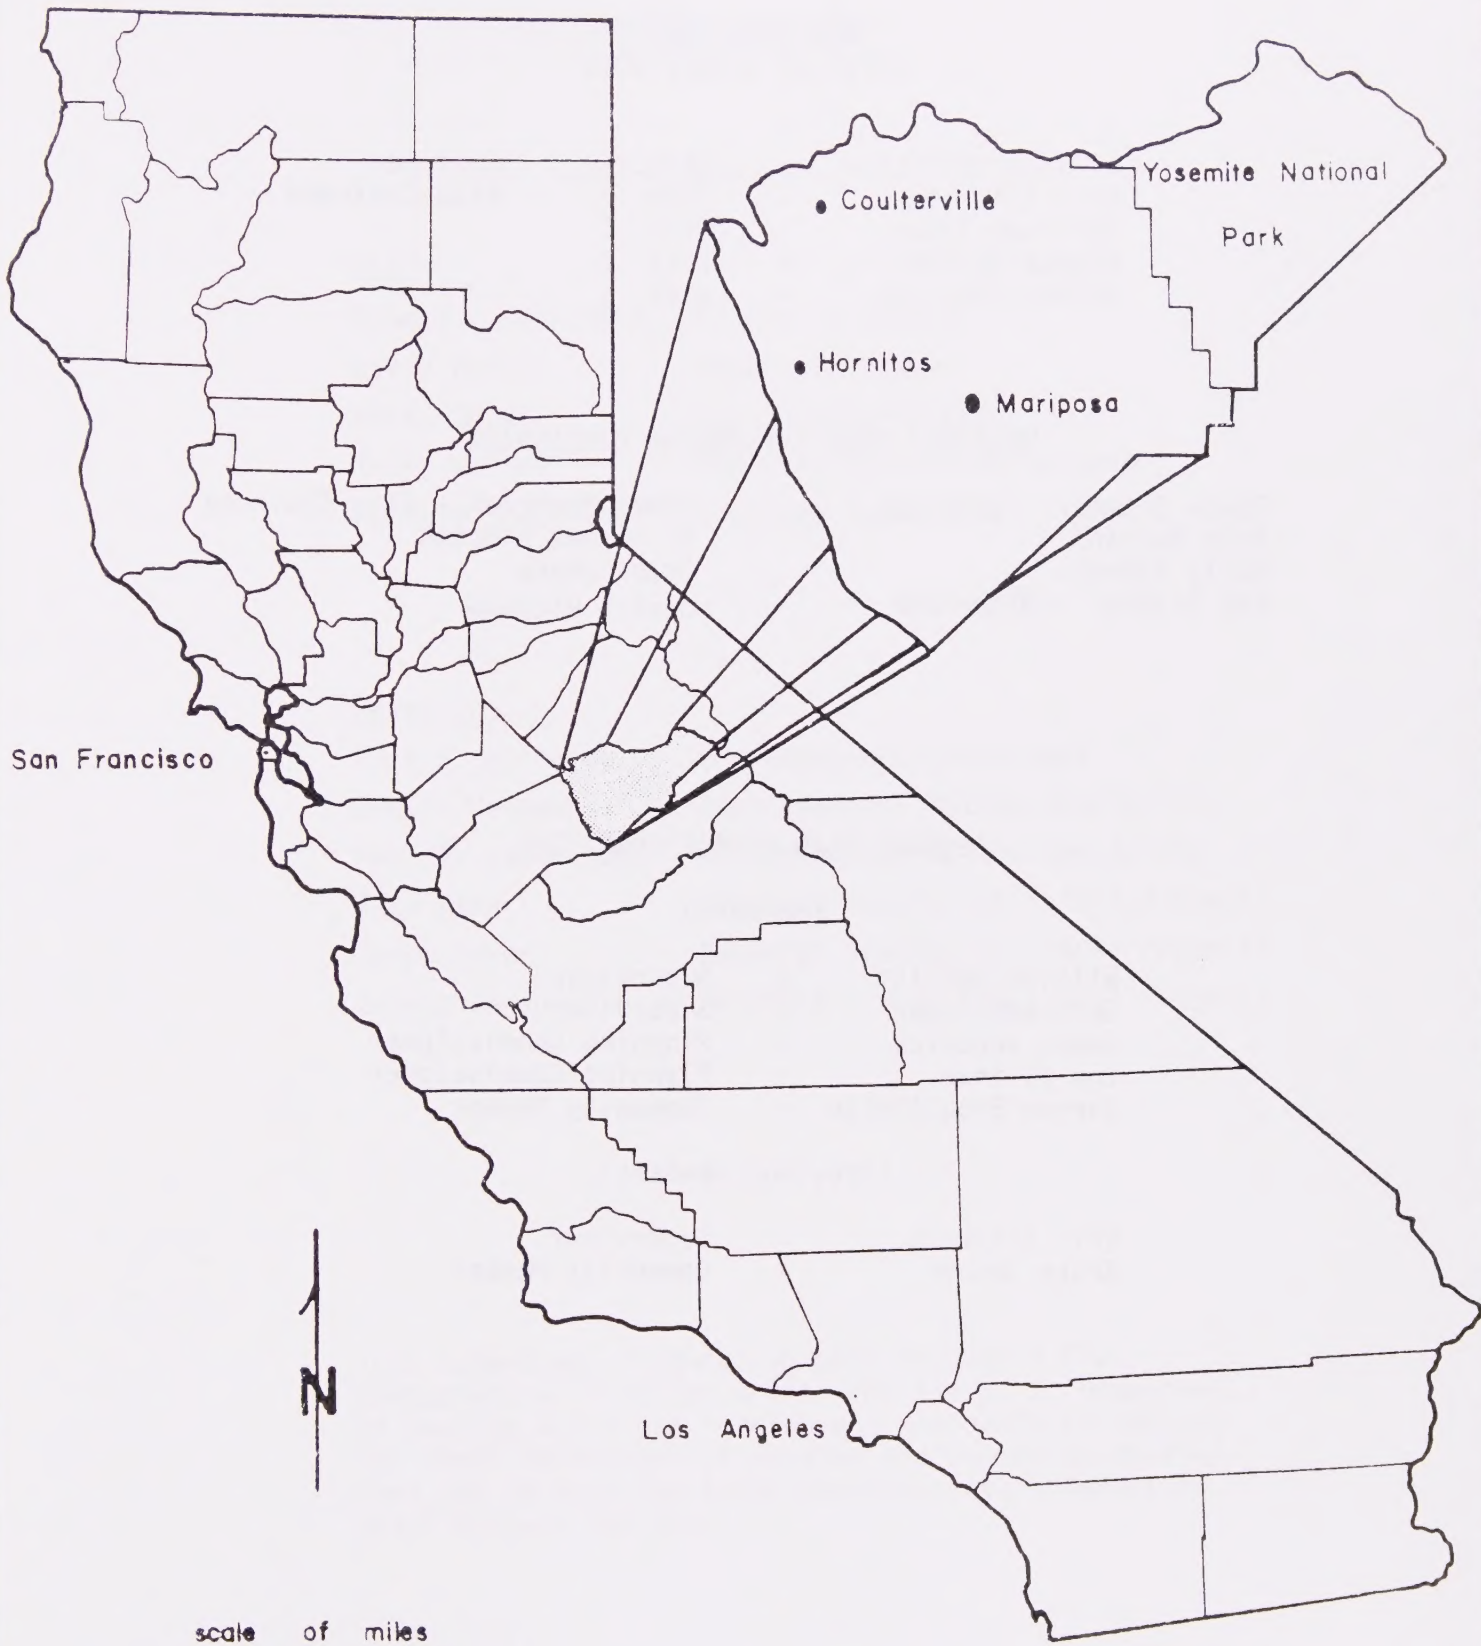 Coulterville
Yosemite National
Park
Hornitos
Mariposa
San Francisco
N
Los Angeles
scale of miles